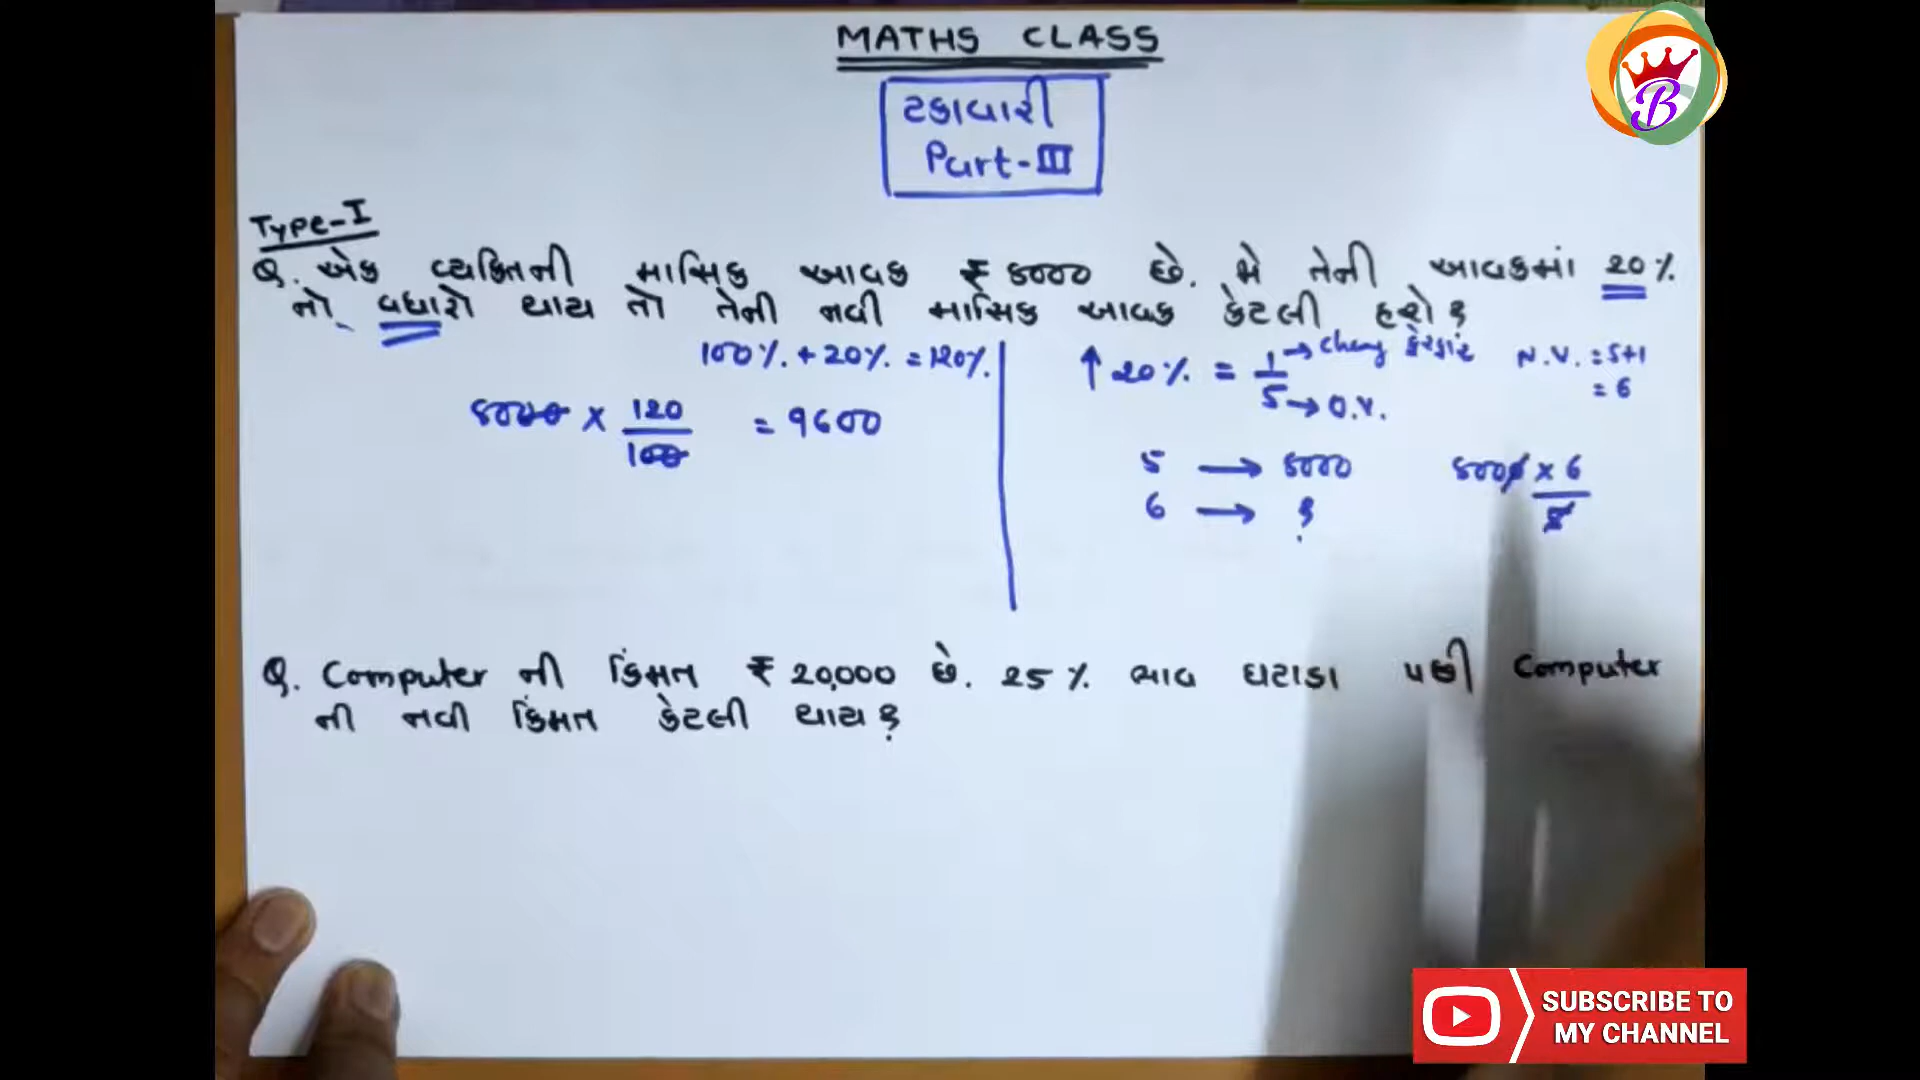 MATHS CLASS
ટકાવારી
Part-III
Type-I
Q. એક વ્યક્તિની માસિક આવક ₹ 8000 છે. જો તેની આવકમાં 20%
નો વધારો થાય તો તેની નવી માસિક આવક કેટલી હશે?
100% + 20% = 120%.
8000 × 120/100 = 9600
↑ 20% = 1/5 → ફેરફાર
→ O.V.
N.V. = 5+1
= 6
5 → 8000
6 → ?
8000 × 6
Q. Computer ની કિંમત ₹ 20,000 છે. 25% ભાવ ઘટાડા પછી Computer
ની નવી કિંમત કેટલી થાય?
B
SUBSCRIBE TO
MY CHANNEL